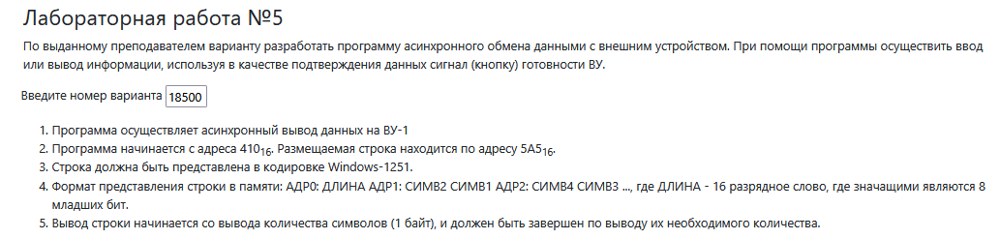 Лабораторная работа №5
По выданному преподавателем варианту разработать программу асинхронного обмена данными с внешним устройством. При помощи программы осуществить ввод
или вывод информации, используя в качестве подтверждения данных сигнал (кнопку) готовности ВУ.
Введите номер варианта 18500
1. Программа осуществляет асинхронный вывод данных на ВУ-1
2. Программа начинается с адреса 410₁₆. Размещаемая строка находится по адресу 5A5₁₆.
3. Строка должна быть представлена в кодировке Windows-1251.
4. Формат представления строки в памяти: АДР0: ДЛИНА АДР1: СИМВ2 СИМВ1 АДР2: СИМВ4 СИМВ3 ..., где ДЛИНА - 16 разрядное слово, где значащими являются 8
младших бит.
5. Вывод строки начинается со вывода количества символов (1 байт), и должен быть завершен по выводу их необходимого количества.